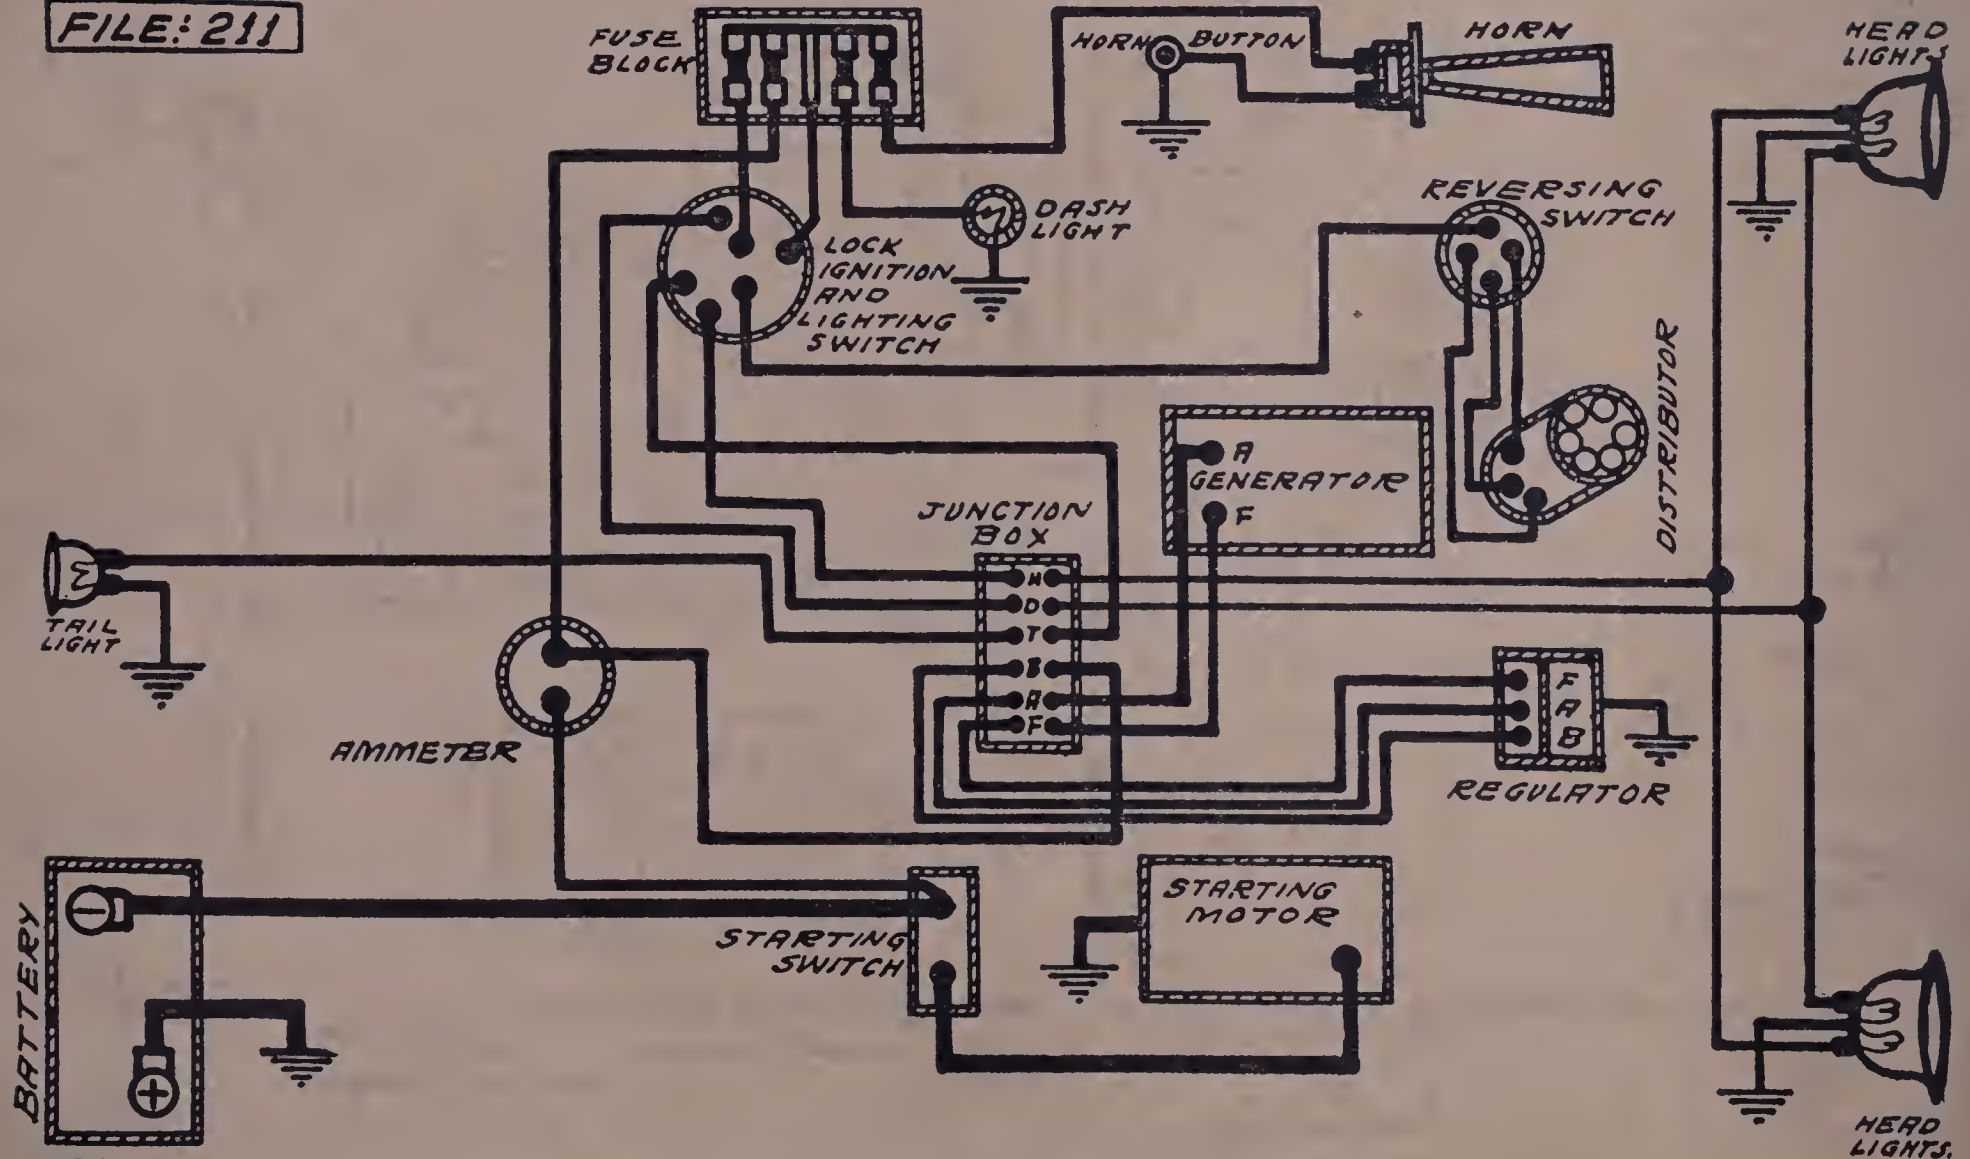 FILE: 211
FUSE
BLOCK
HORN BUTTON
HORN
HEAD
LIGHTS
DASH
LIGHT
REVERSING
SWITCH
LOCK
IGNITION
AND
LIGHTING
SWITCH
DISTRIBUTOR
A
GENERATOR
F
JUNCTION
BOX
H
D
T
B
A
F
TAIL
LIGHT
AMMETER
F
A
B
REGULATOR
BATTERY
−
+
STARTING
SWITCH
STARTING
MOTOR
HEAD
LIGHTS.